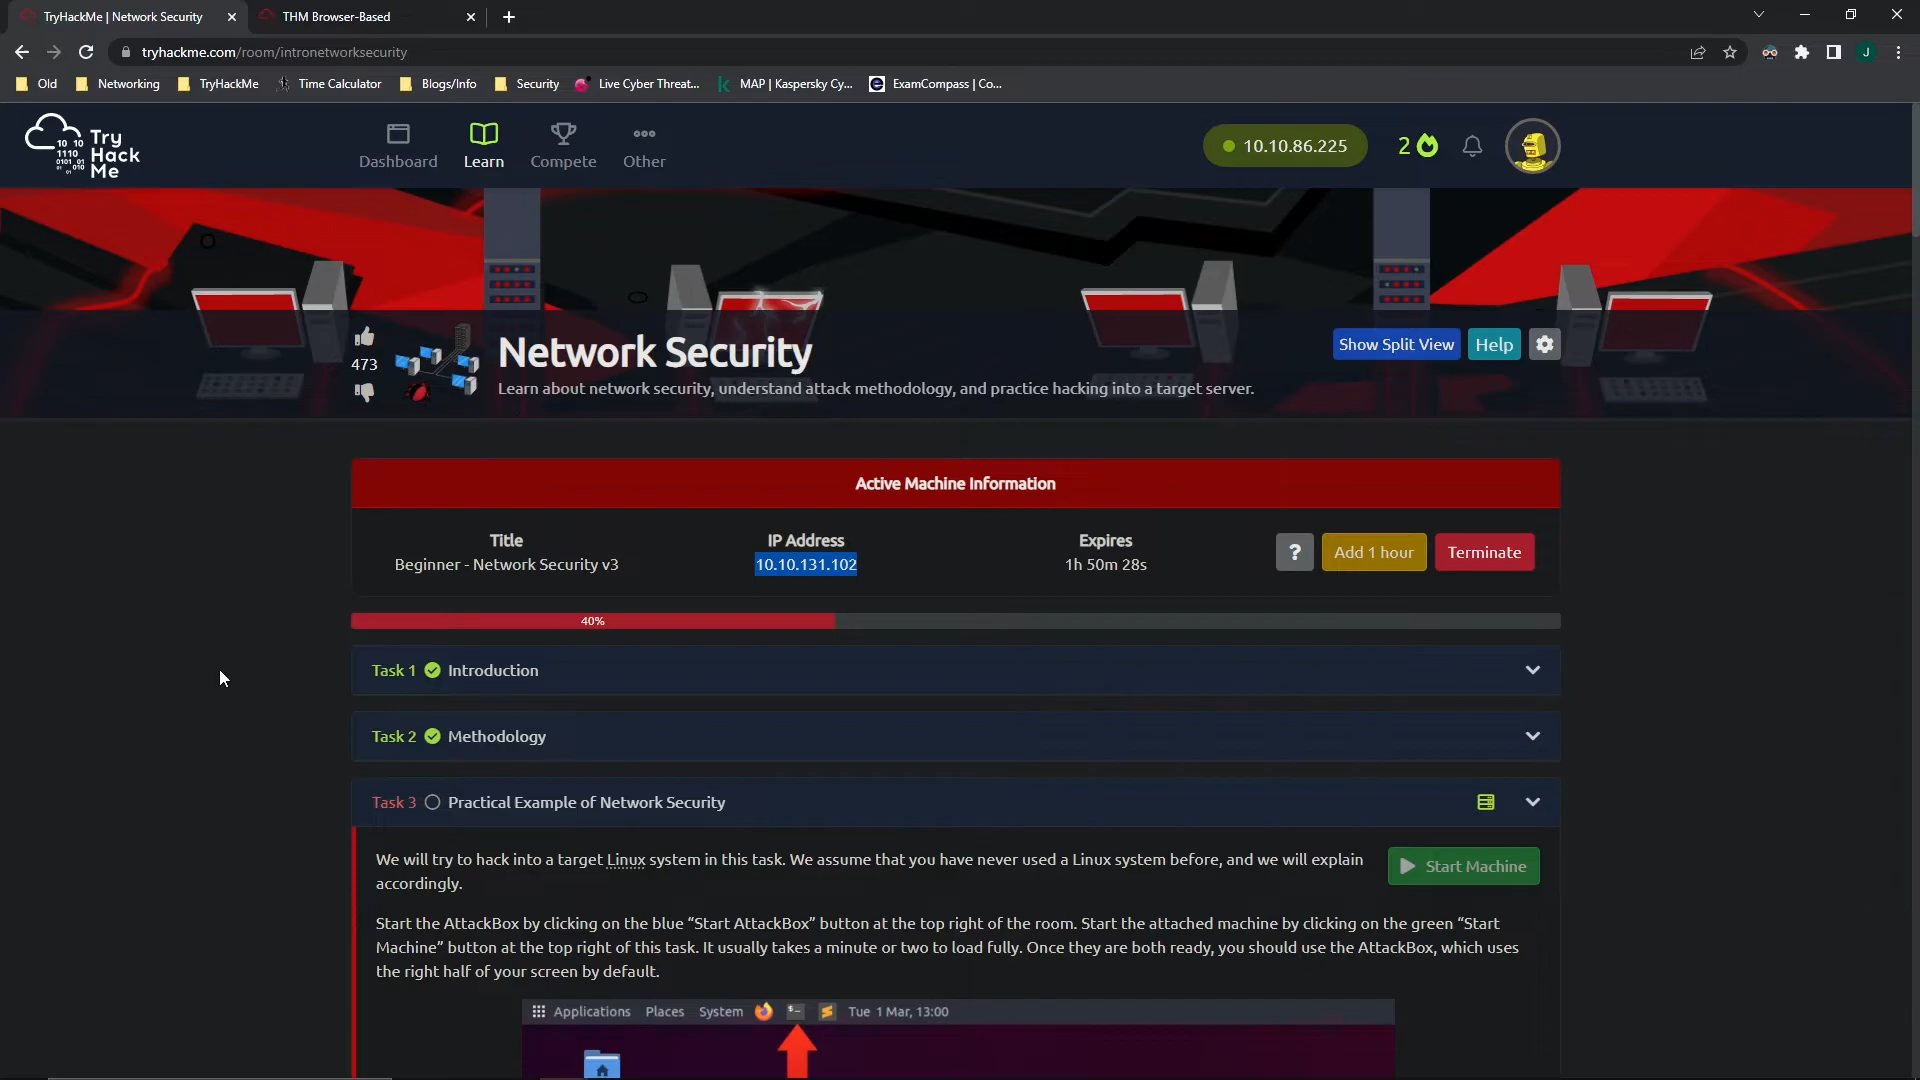 TryHackMe | Network Security
THM Browser-Based
tryhackme.com/room/intronetworksecurity
J
Old
Networking
TryHackMe
Time Calculator
Blogs/Info
Security
Live Cyber Threat...
MAP | Kaspersky Cy...
ExamCompass | Co...
Try
Hack
Me
10 10
1110
0101 01
Dashboard
Learn
Compete
Other
10.10.86.225
2
473
Network Security
Learn about network security, understand attack methodology, and practice hacking into a target server.
Show Split View
Help
Active Machine Information
Title
IP Address
Expires
Beginner - Network Security v3
10.10.131.102
1h 50m 28s
?
Add 1 hour
Terminate
40%
Task 1 Introduction
Task 2 Methodology
Task 3 Practical Example of Network Security
We will try to hack into a target Linux system in this task. We assume that you have never used a Linux system before, and we will explain
accordingly.
Start Machine
Start the AttackBox by clicking on the blue “Start AttackBox” button at the top right of the room. Start the attached machine by clicking on the green “Start
Machine” button at the top right of this task. It usually takes a minute or two to load fully. Once they are both ready, you should use the AttackBox, which uses
the right half of your screen by default.
Applications Places System Tue 1 Mar, 13:00